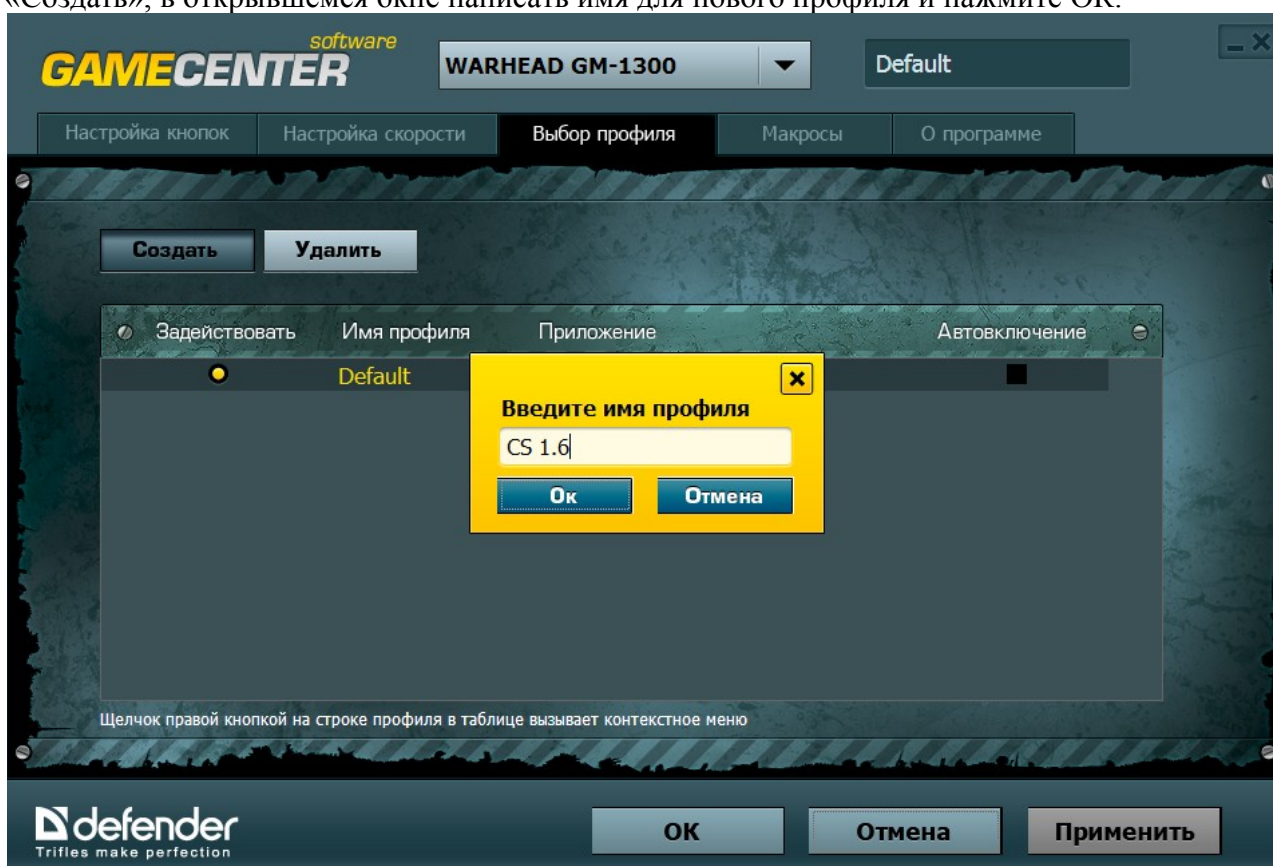 «Создать», в открывшемся окне написать имя для нового профиля и нажмите ОК.
software
GAMECENTER
WARHEAD GM-1300
Default
Настройка кнопок
Настройка скорости
Выбор профиля
Макросы
О программе
Создать
Удалить
Задействовать
Имя профиля
Приложение
Автовключение
Default
Введите имя профиля
CS 1.6
Ок
Отмена
Щелчок правой кнопкой на строке профиля в таблице вызывает контекстное меню
defender
Trifles make perfection
ОК
Отмена
Применить